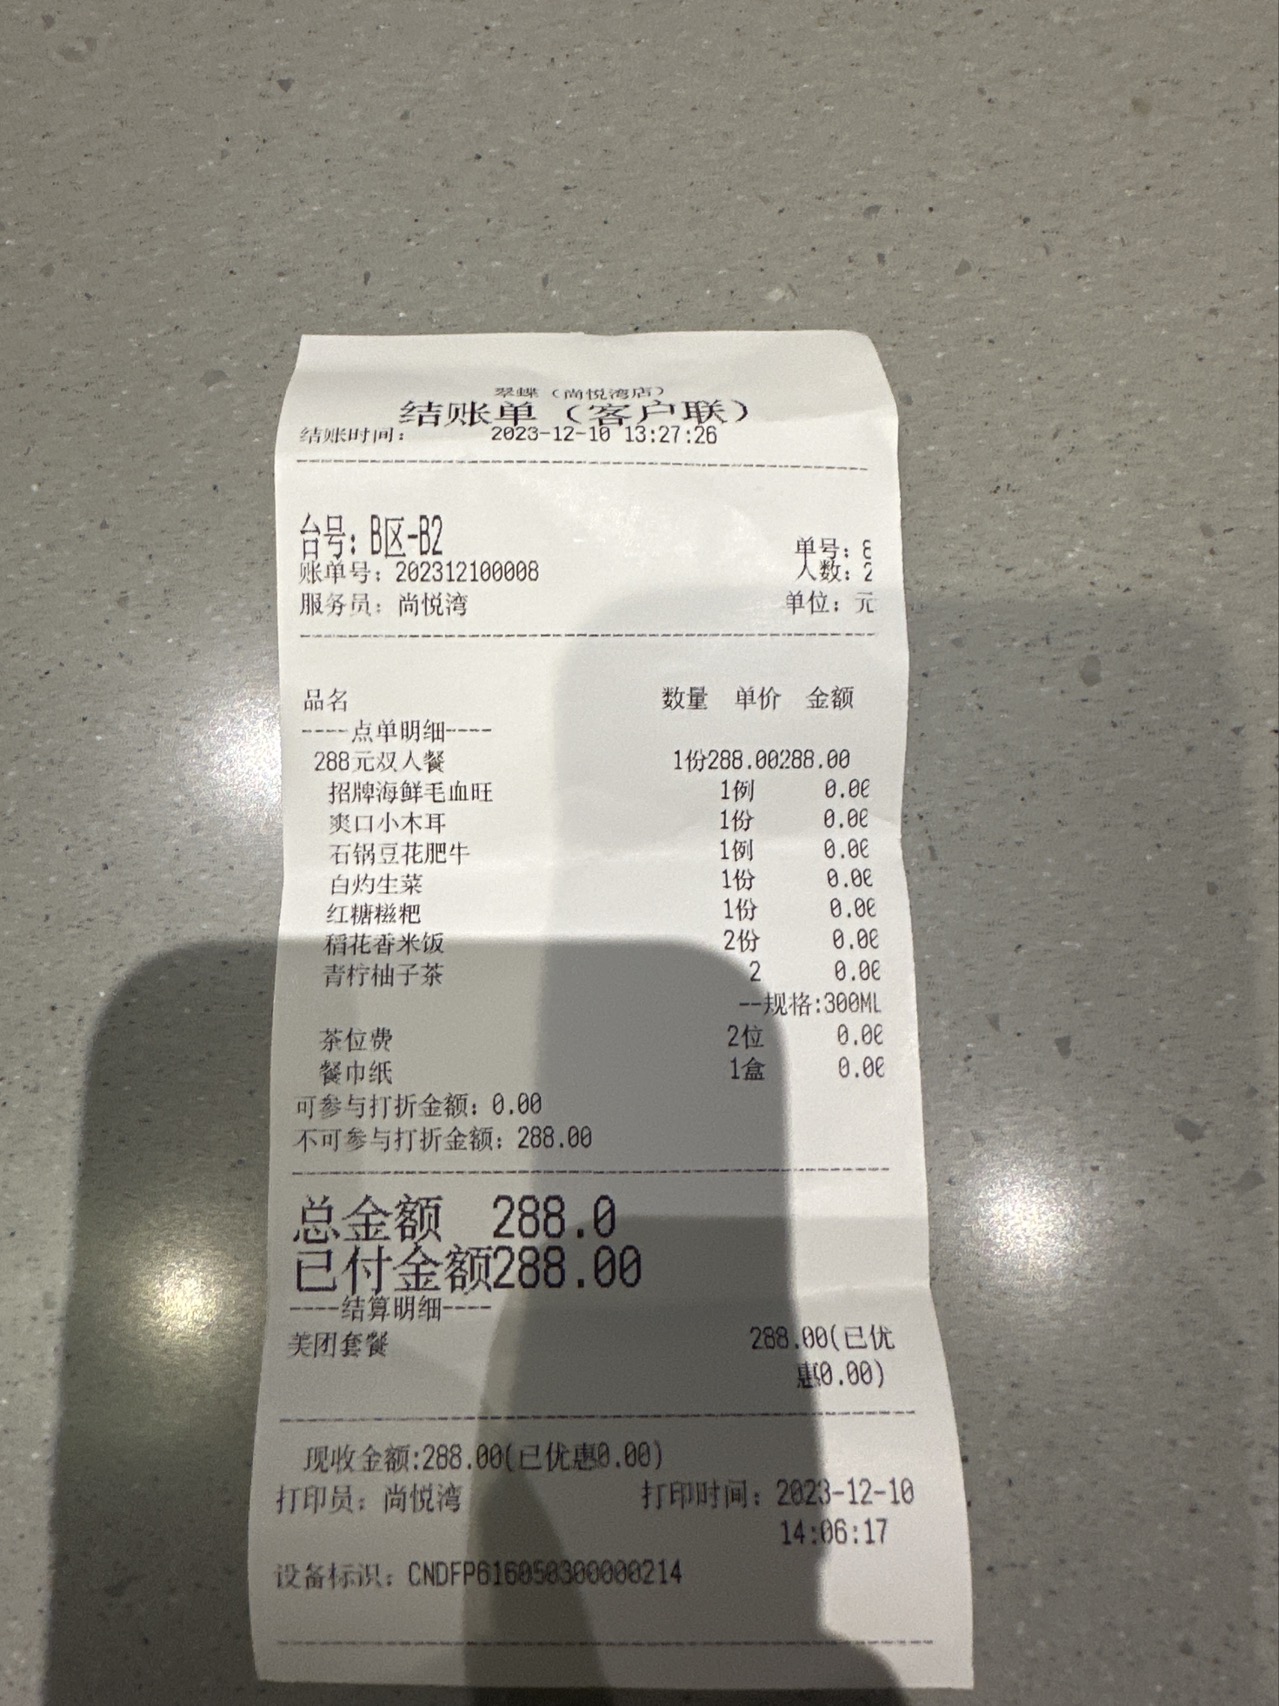 翠蝶（尚悦湾店）
结账单（客户联）
结账时间： 2023-12-10 13:27:26
台号：B区-B2
单号：8
账单号：202312100008
人数：2
服务员：尚悦湾
单位：元
品名 数量 单价 金额
----点单明细----
288元双人餐 1份288.00288.00
招牌海鲜毛血旺 1例 0.00
爽口小木耳 1份 0.00
石锅豆花肥牛 1例 0.00
白灼生菜 1份 0.00
红糖糍粑 1份 0.00
稻花香米饭 2份 0.00
青柠柚子茶 2 0.00
--规格:300ML
茶位费 2位 0.00
餐巾纸 1盒 0.00
可参与打折金额：0.00
不可参与打折金额：288.00
总金额 288.0
已付金额288.00
----结算明细----
美团套餐 288.00(已优
惠0.00)
现收金额:288.00(已优惠0.00)
打印员：尚悦湾 打印时间：2023-12-10
14:06:17
设备标识：CNDFP616050300000214